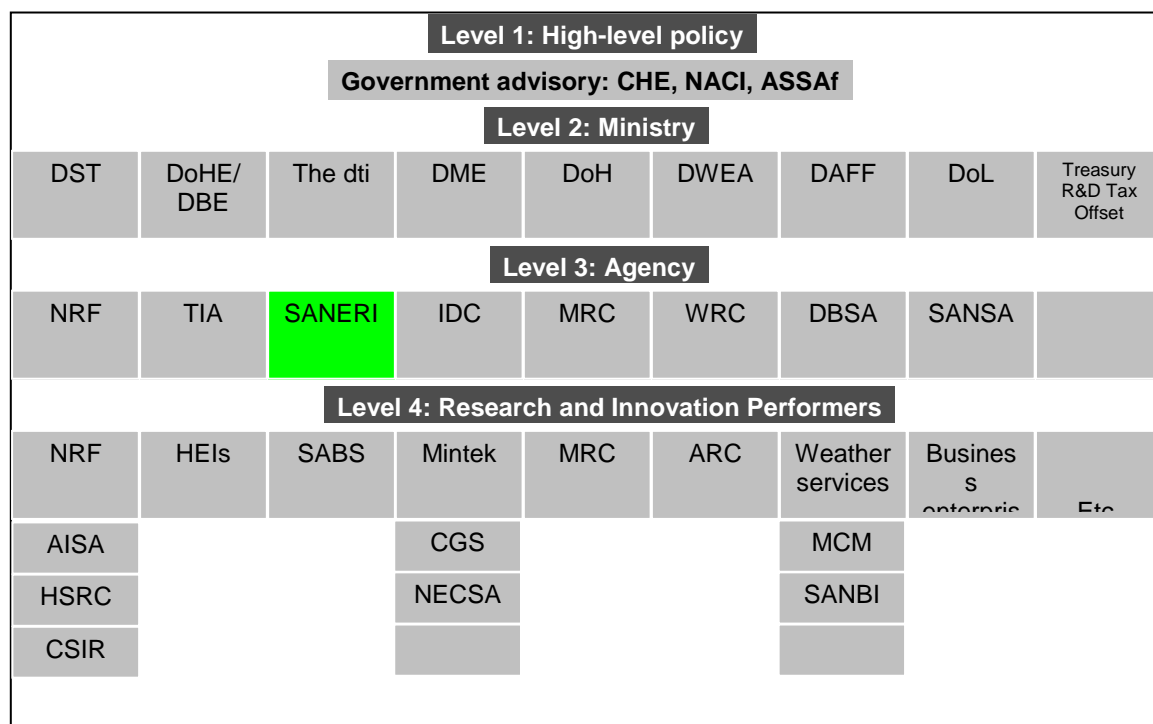 Level 1: High-level policy
Government advisory: CHE, NACI, ASSAf
Level 2: Ministry
DST
DoHE/
DBE
The dti
DME
DoH
DWEA
DAFF
DoL
Treasury
R&D Tax
Offset
Level 3: Agency
NRF
TIA
SANERI
IDC
MRC
WRC
DBSA
SANSA
Level 4: Research and Innovation Performers
NRF
HEIs
SABS
Mintek
MRC
ARC
Weather
services
Busines
s
enterpris
Etc
AISA
CGS
MCM
HSRC
NECSA
SANBI
CSIR